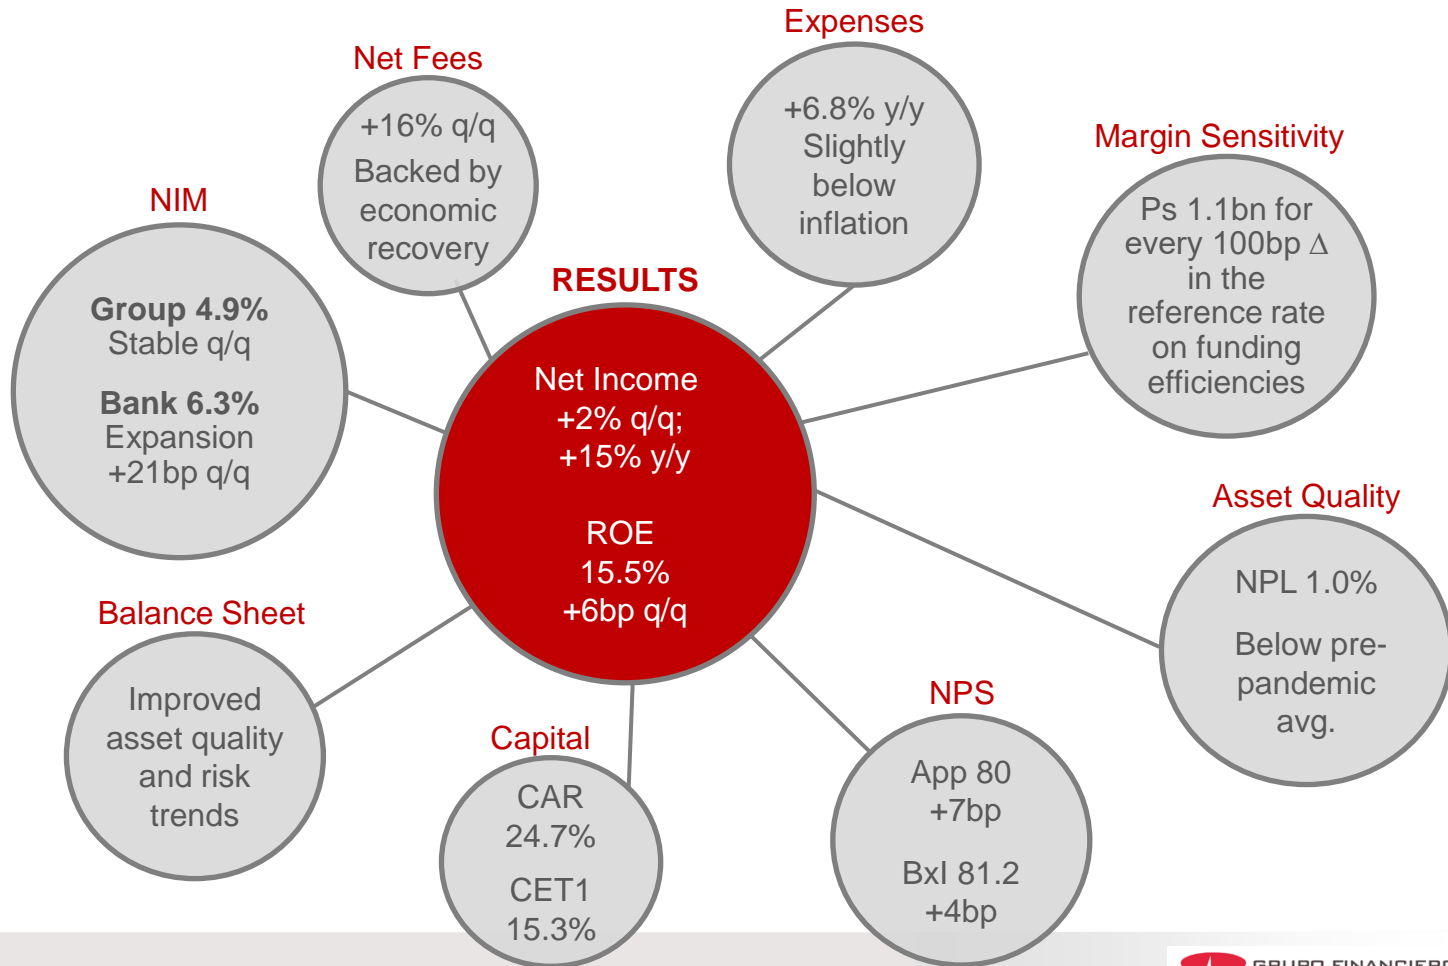 Expenses
Net Fees
+6.8% y/y
Slightly
below
inflation
+16% q/q
Backed by
economic
recovery
Margin Sensitivity
Ps 1.1bn for
every 100bp ∆
in the
reference rate
on funding
efficiencies
NIM
Group 4.9%
Stable q/q
Bank 6.3%
Expansion
+21bp q/q
RESULTS
Net Income
+2% q/q;
+15% y/y
ROE
15.5%
+6bp q/q
Asset Quality
NPL 1.0%
Below pre-
pandemic
avg.
Balance Sheet
Improved
asset quality
and risk
trends
Capital
CAR
24.7%
CET1
15.3%
NPS
App 80
+7bp
BxI 81.2
+4bp
GRUPO FINANCIERO